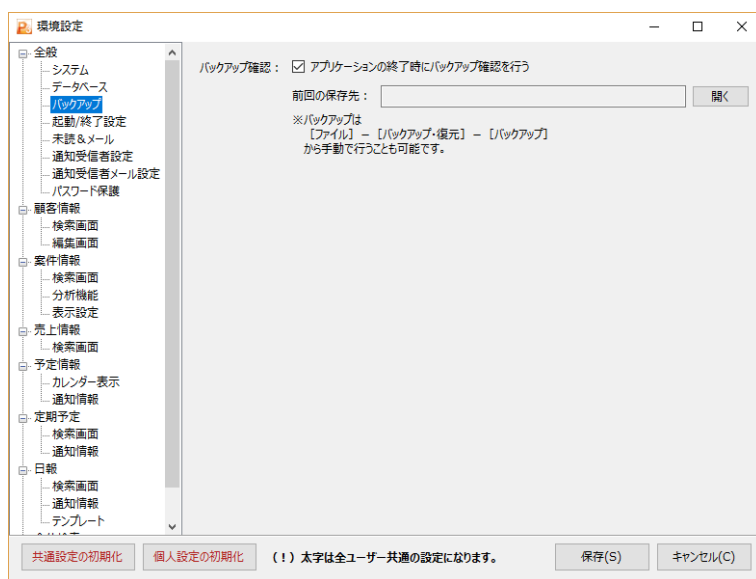 環境設定
全般
システム
データベース
バックアップ
起動/終了設定
未読&メール
通知受信者設定
通知受信者メール設定
パスワード保護
顧客情報
検索画面
編集画面
案件情報
検索画面
分析機能
表示設定
売上情報
検索画面
予定情報
カレンダー表示
通知情報
定期予定
検索画面
通知情報
日報
検索画面
通知情報
テンプレート
バックアップ確認: アプリケーションの終了時にバックアップ確認を行う
前回の保存先: 開く
※バックアップは
[ファイル] − [バックアップ・復元] − [バックアップ]
から手動で行うことも可能です。
共通設定の初期化 個人設定の初期化 (!)太字は全ユーザー共通の設定になります。 保存(S) キャンセル(C)